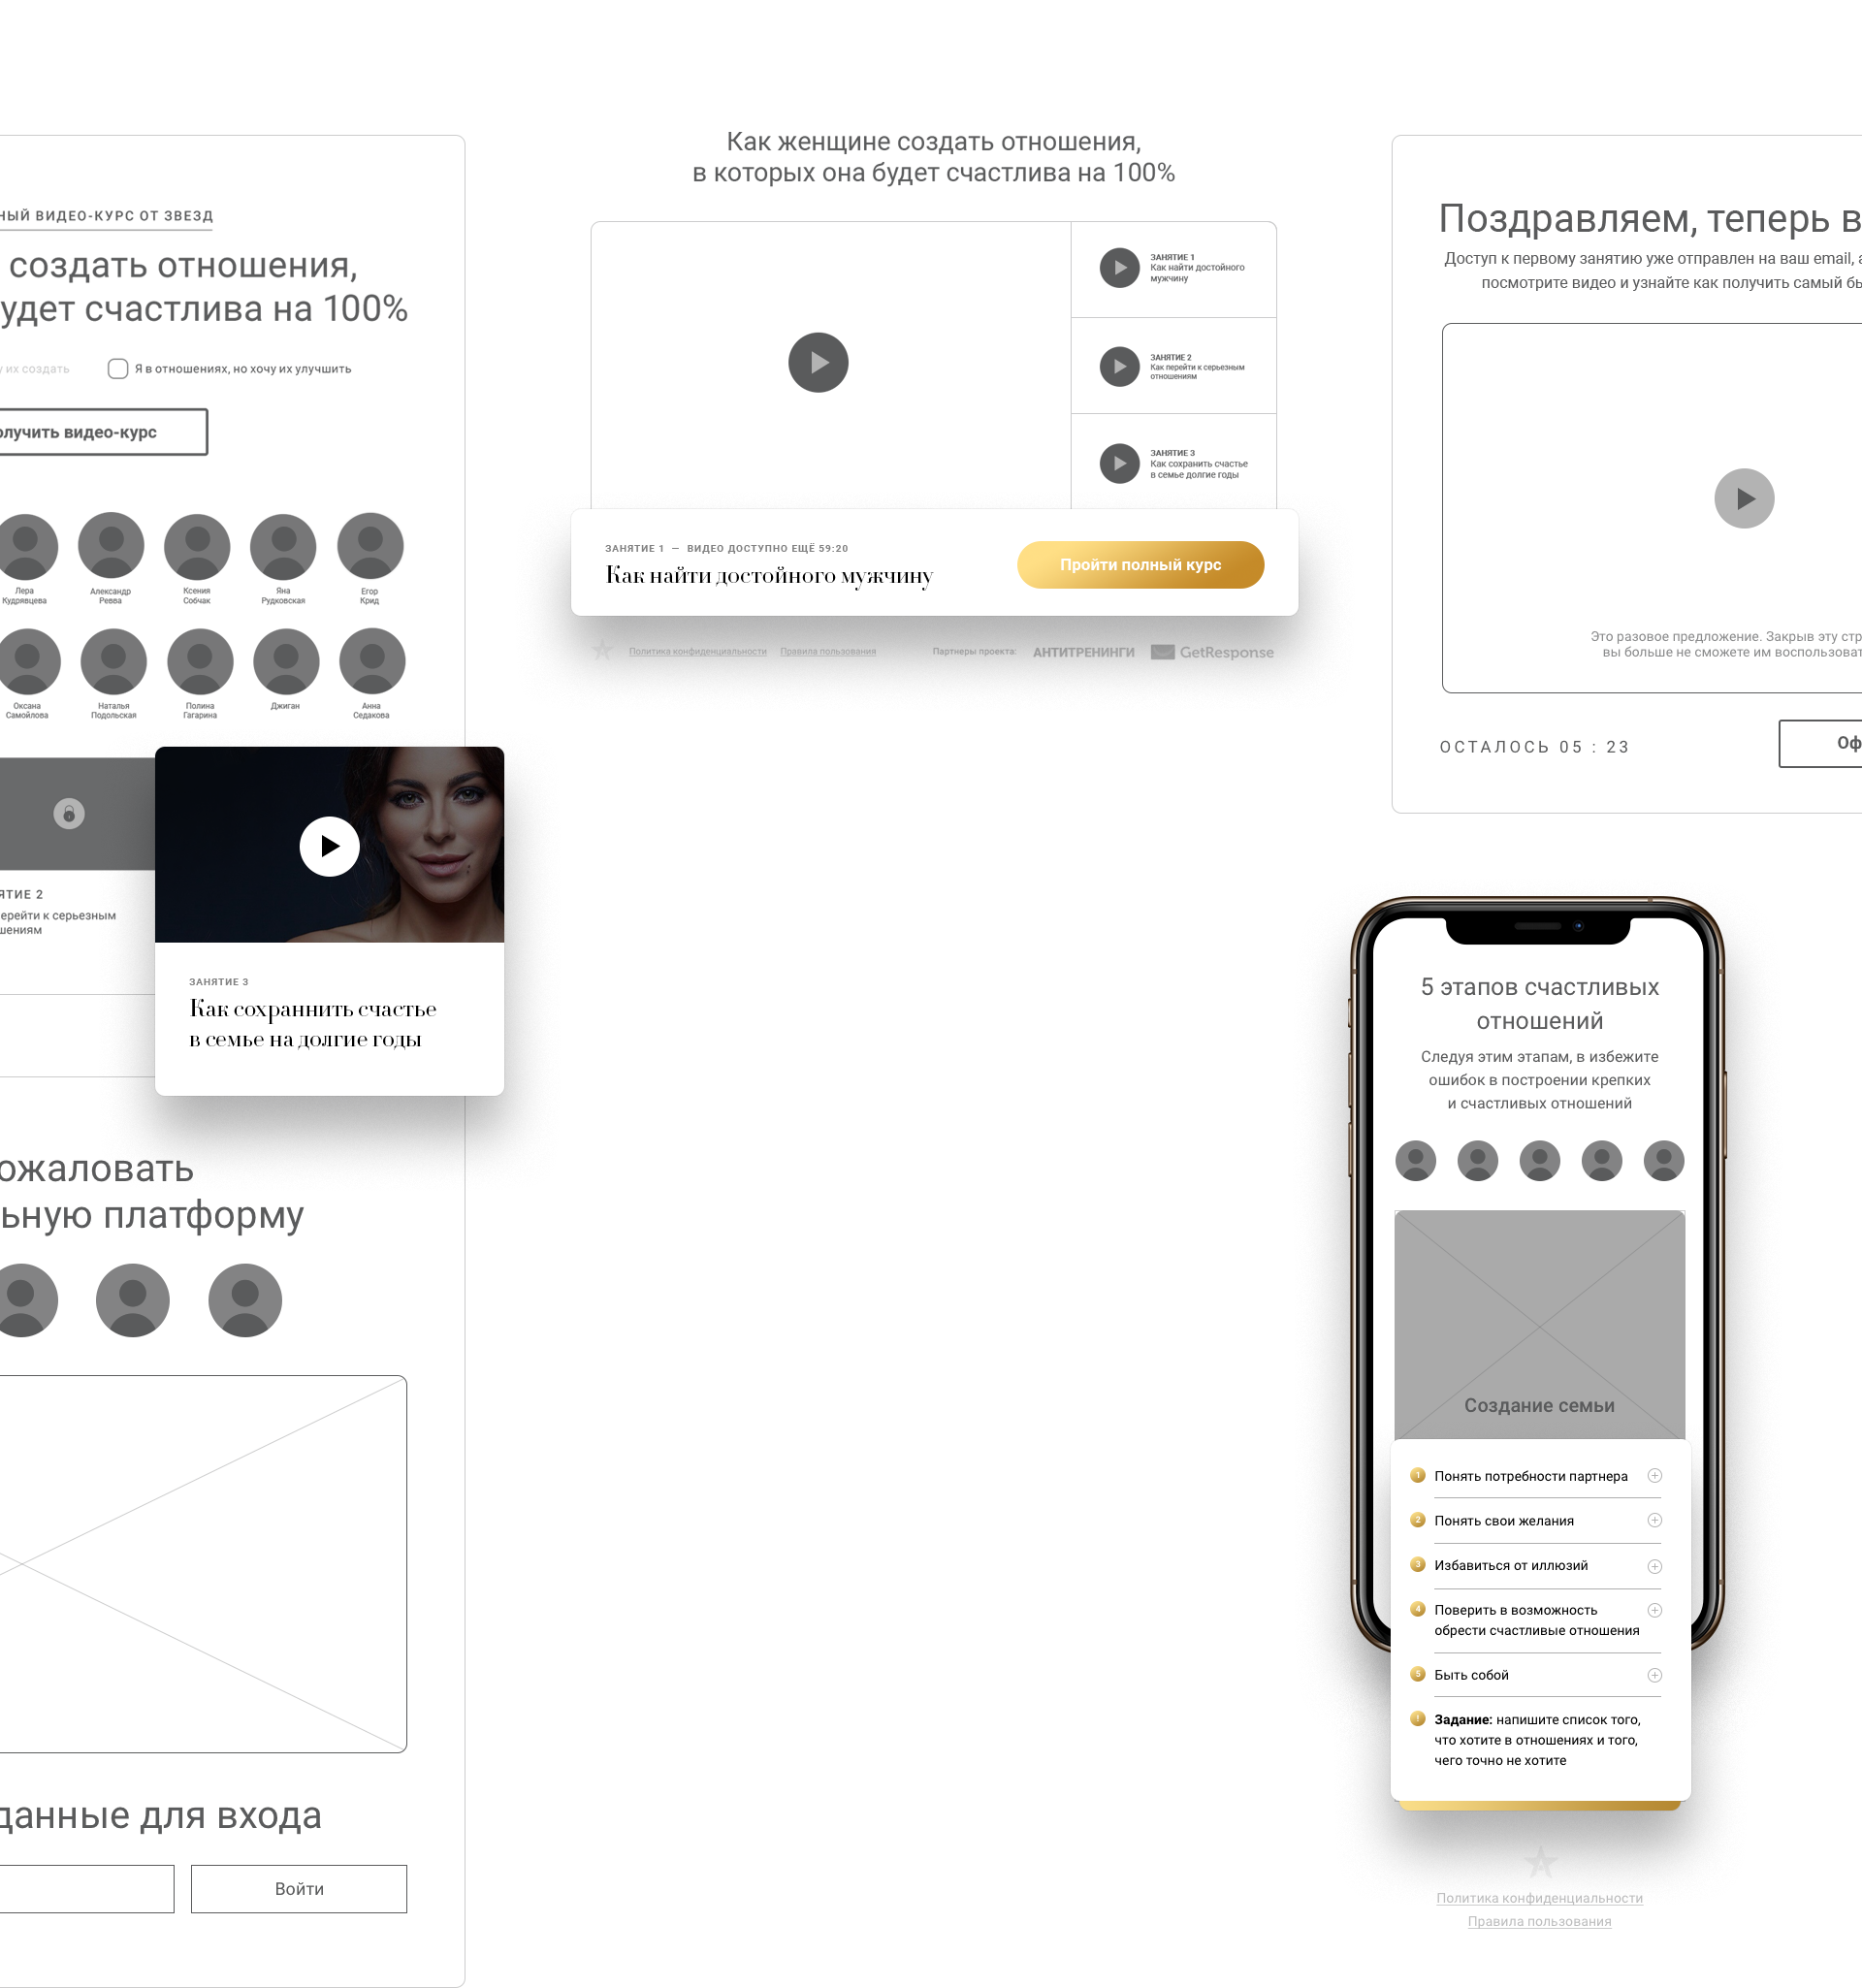 НЫЙ ВИДЕО-КУРС ОТ ЗВЕЗД
создать отношения,
удет счастлива на 100%
у их создать
Я в отношениях, но хочу их улучшить
олучить видео-курс
Лера
Кудрявцева
Александр
Ревва
Ксения
Собчак
Яна
Рудковская
Егор
Крид
Оксана
Самойлова
Наталья
Подольская
Полина
Гагарина
Джиган
Анна
Седакова
ЯТИЕ 2
ерейти к серьезным
шениям
ЗАНЯТИЕ 3
Как сохраннить счастье
в семье на долгие годы
ожаловать
льную платформу
данные для входа
Войти
Как женщине создать отношения,
в которых она будет счастлива на 100%
ЗАНЯТИЕ 1
Как найти достойного
мужчину
ЗАНЯТИЕ 2
Как перейти к серьезным
отношениям
ЗАНЯТИЕ 3
Как сохранить счастье
в семье долгие годы
ЗАНЯТИЕ 1 — ВИДЕО ДОСТУПНО ЕЩЁ 59:20
Как найти достойного мужчину
Пройти полный курс
Политика конфиденциальности
Правила пользования
Партнеры проекта:
АНТИТРЕНИНГИ
GetResponse
Поздравляем, теперь в
Доступ к первому занятию уже отправлен на ваш email, а
посмотрите видео и узнайте как получить самый бы
Это разовое предложение. Закрыв эту стр
вы больше не сможете им воспользоват
ОСТАЛОСЬ 05 : 23
Оф
5 этапов счастливых
отношений
Следуя этим этапам, в избежите
ошибок в построении крепких
и счастливых отношений
Создание семьи
1 Понять потребности партнера
2 Понять свои желания
3 Избавиться от иллюзий
4 Поверить в возможность
обрести счастливые отношения
5 Быть собой
! Задание: напишите список того,
что хотите в отношениях и того,
чего точно не хотите
Политика конфиденциальности
Правила пользования